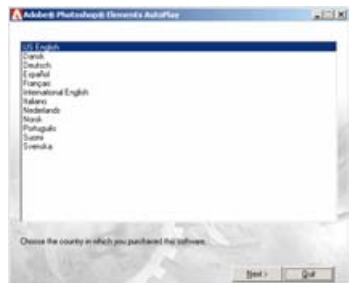 Adobe® Photoshop® Elements AutoPlay
US English
Dansk
Deutsch
Español
Français
International English
Italiano
Nederlands
Norsk
Português
Suomi
Svenska
Choose the country in which you purchased this software.
Next >
Quit